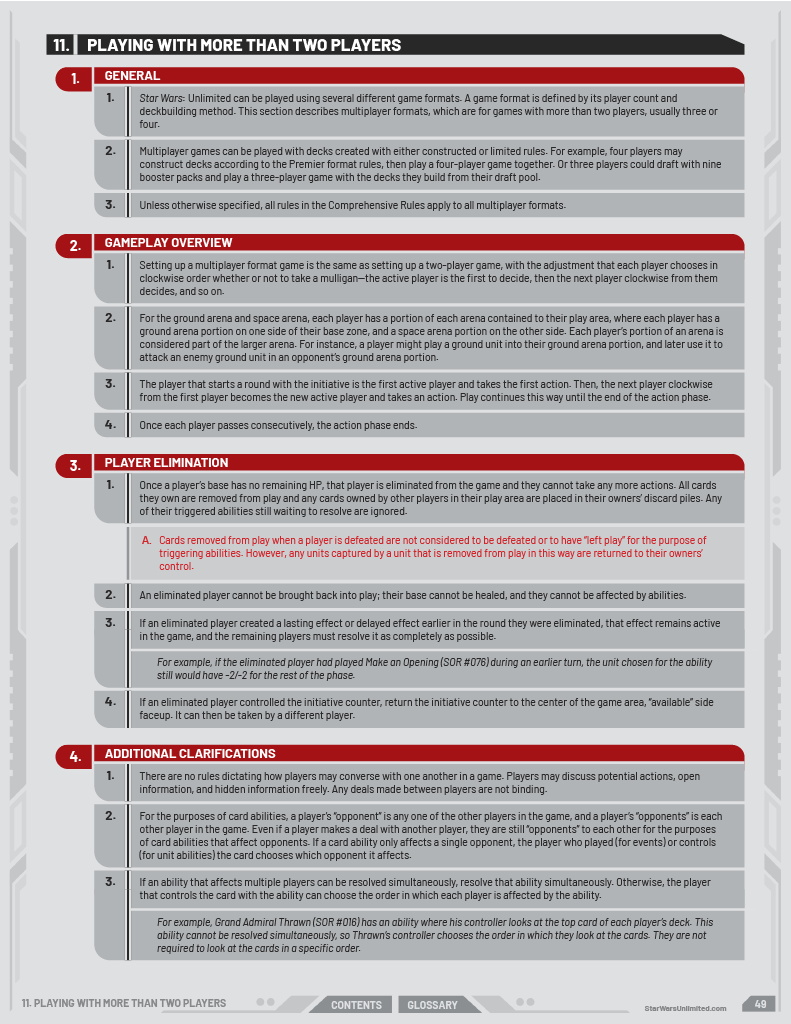 11. PLAYING WITH MORE THAN TWO PLAYERS
1. GENERAL
1. Star Wars: Unlimited can be played using several different game formats. A game format is defined by its player count and
deckbuilding method. This section describes multiplayer formats, which are for games with more than two players, usually three or
four.
2. Multiplayer games can be played with decks created with either constructed or limited rules. For example, four players may
construct decks according to the Premier format rules, then play a four-player game together. Or three players could draft with nine
booster packs and play a three-player game with the decks they build from their draft pool.
3. Unless otherwise specified, all rules in the Comprehensive Rules apply to all multiplayer formats.
2. GAMEPLAY OVERVIEW
1. Setting up a multiplayer format game is the same as setting up a two-player game, with the adjustment that each player chooses in
clockwise order whether or not to take a mulligan—the active player is the first to decide, then the next player clockwise from them
decides, and so on.
2. For the ground arena and space arena, each player has a portion of each arena contained to their play area, where each player has a
ground arena portion on one side of their base zone, and a space arena portion on the other side. Each player's portion of an arena is
considered part of the larger arena. For instance, a player might play a ground unit into their ground arena portion, and later use it to
attack an enemy ground unit in an opponent's ground arena portion.
3. The player that starts a round with the initiative is the first active player and takes the first action. Then, the next player clockwise
from the first player becomes the new active player and takes an action. Play continues this way until the end of the action phase.
4. Once each player passes consecutively, the action phase ends.
3. PLAYER ELIMINATION
1. Once a player's base has no remaining HP, that player is eliminated from the game and they cannot take any more actions. All cards
they own are removed from play and any cards owned by other players in their play area are placed in their owners' discard piles. Any
of their triggered abilities still waiting to resolve are ignored.
A. Cards removed from play when a player is defeated are not considered to be defeated or to have "left play" for the purpose of
triggering abilities. However, any units captured by a unit that is removed from play in this way are returned to their owners'
control.
2. An eliminated player cannot be brought back into play; their base cannot be healed, and they cannot be affected by abilities.
3. If an eliminated player created a lasting effect or delayed effect earlier in the round they were eliminated, that effect remains active
in the game, and the remaining players must resolve it as completely as possible.
For example, if the eliminated player had played Make an Opening (SOR #076) during an earlier turn, the unit chosen for the ability
still would have -2/-2 for the rest of the phase.
4. If an eliminated player controlled the initiative counter, return the initiative counter to the center of the game area, "available" side
faceup. It can then be taken by a different player.
4. ADDITIONAL CLARIFICATIONS
1. There are no rules dictating how players may converse with one another in a game. Players may discuss potential actions, open
information, and hidden information freely. Any deals made between players are not binding.
2. For the purposes of card abilities, a player's "opponent" is any one of the other players in the game, and a player's "opponents" is each
other player in the game. Even if a player makes a deal with another player, they are still "opponents" to each other for the purposes
of card abilities that affect opponents. If a card ability only affects a single opponent, the player who played (for events) or controls
(for unit abilities) the card chooses which opponent it affects.
3. If an ability that affects multiple players can be resolved simultaneously, resolve that ability simultaneously. Otherwise, the player
that controls the card with the ability can choose the order in which each player is affected by the ability.
For example, Grand Admiral Thrawn (SOR #016) has an ability where his controller looks at the top card of each player's deck. This
ability cannot be resolved simultaneously, so Thrawn's controller chooses the order in which they look at the cards. They are not
required to look at the cards in a specific order.
11. PLAYING WITH MORE THAN TWO PLAYERS
CONTENTS
GLOSSARY
StarWarsUnlimited.com
49